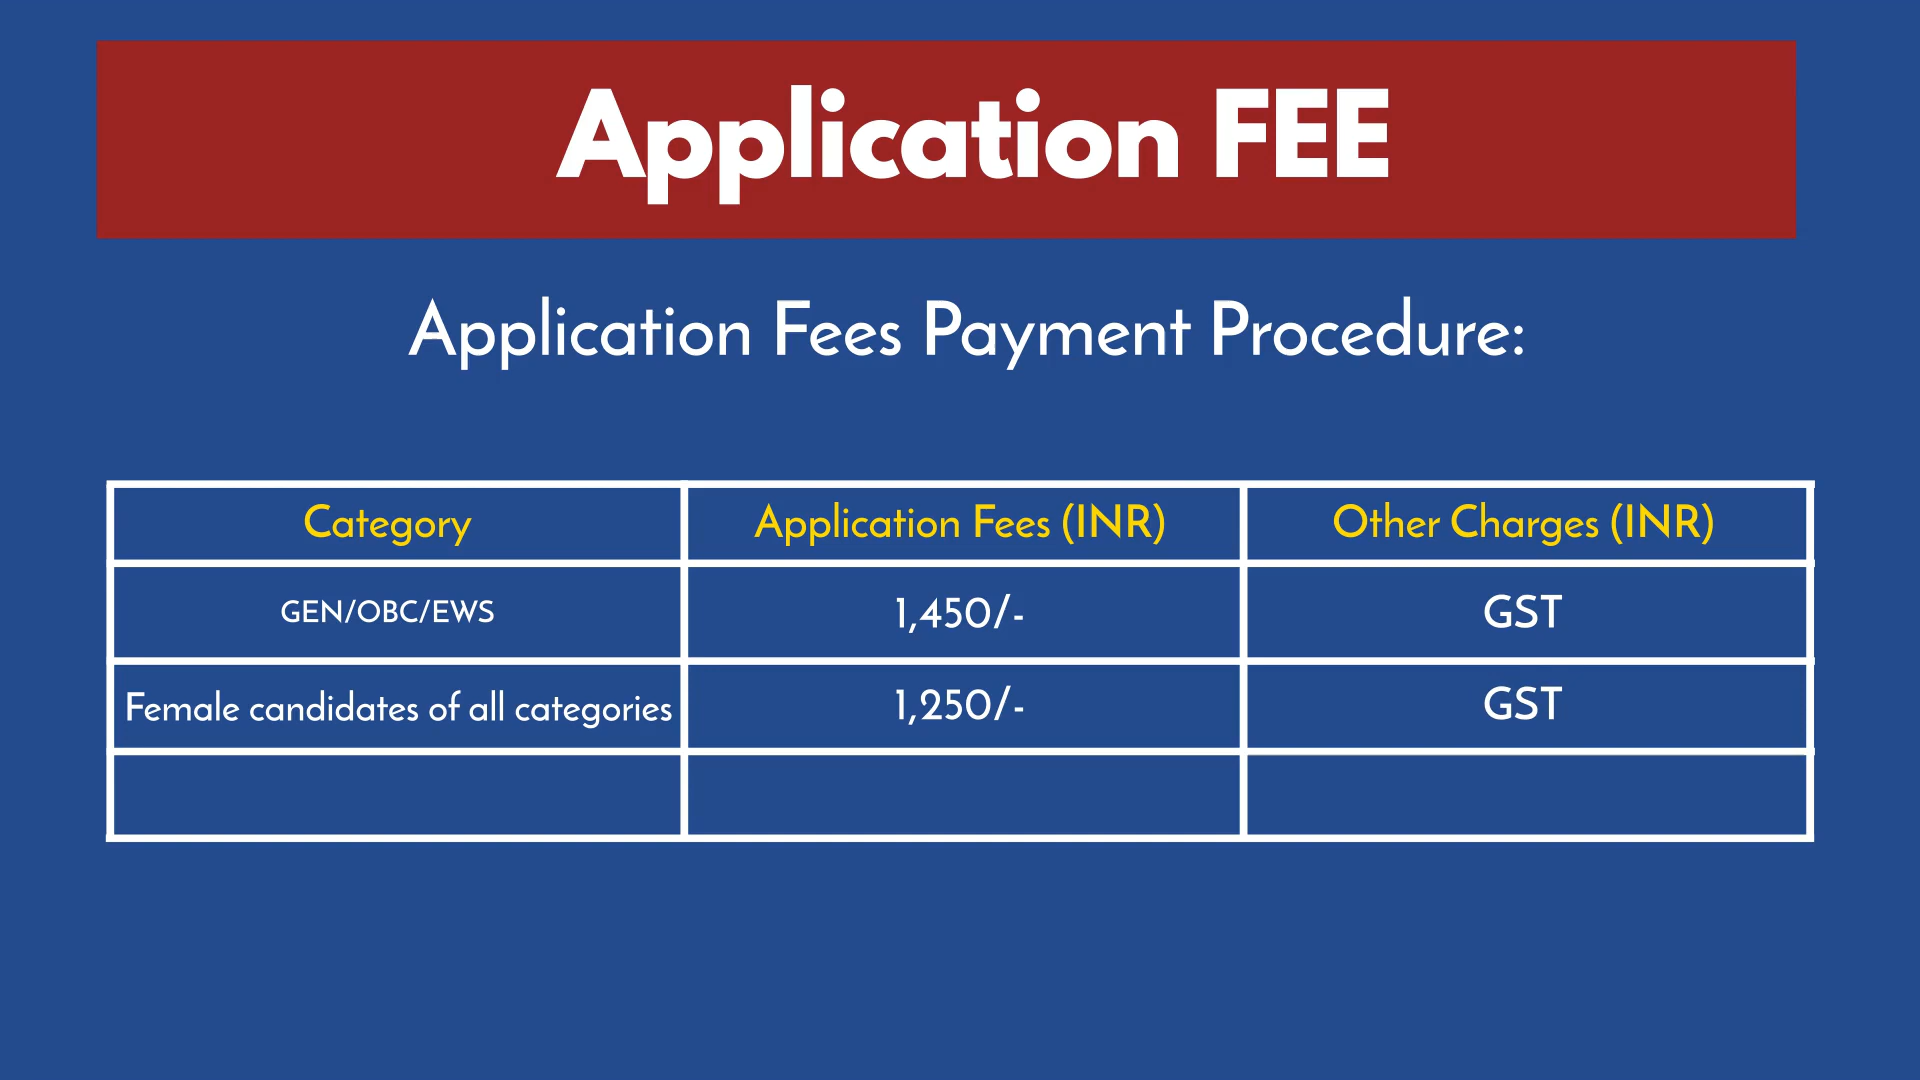 Application FEE
Application Fees Payment Procedure:
Category Application Fees (INR) Other Charges (INR)
GEN/OBC/EWS 1,450/- GST
Female candidates of all categories 1,250/- GST